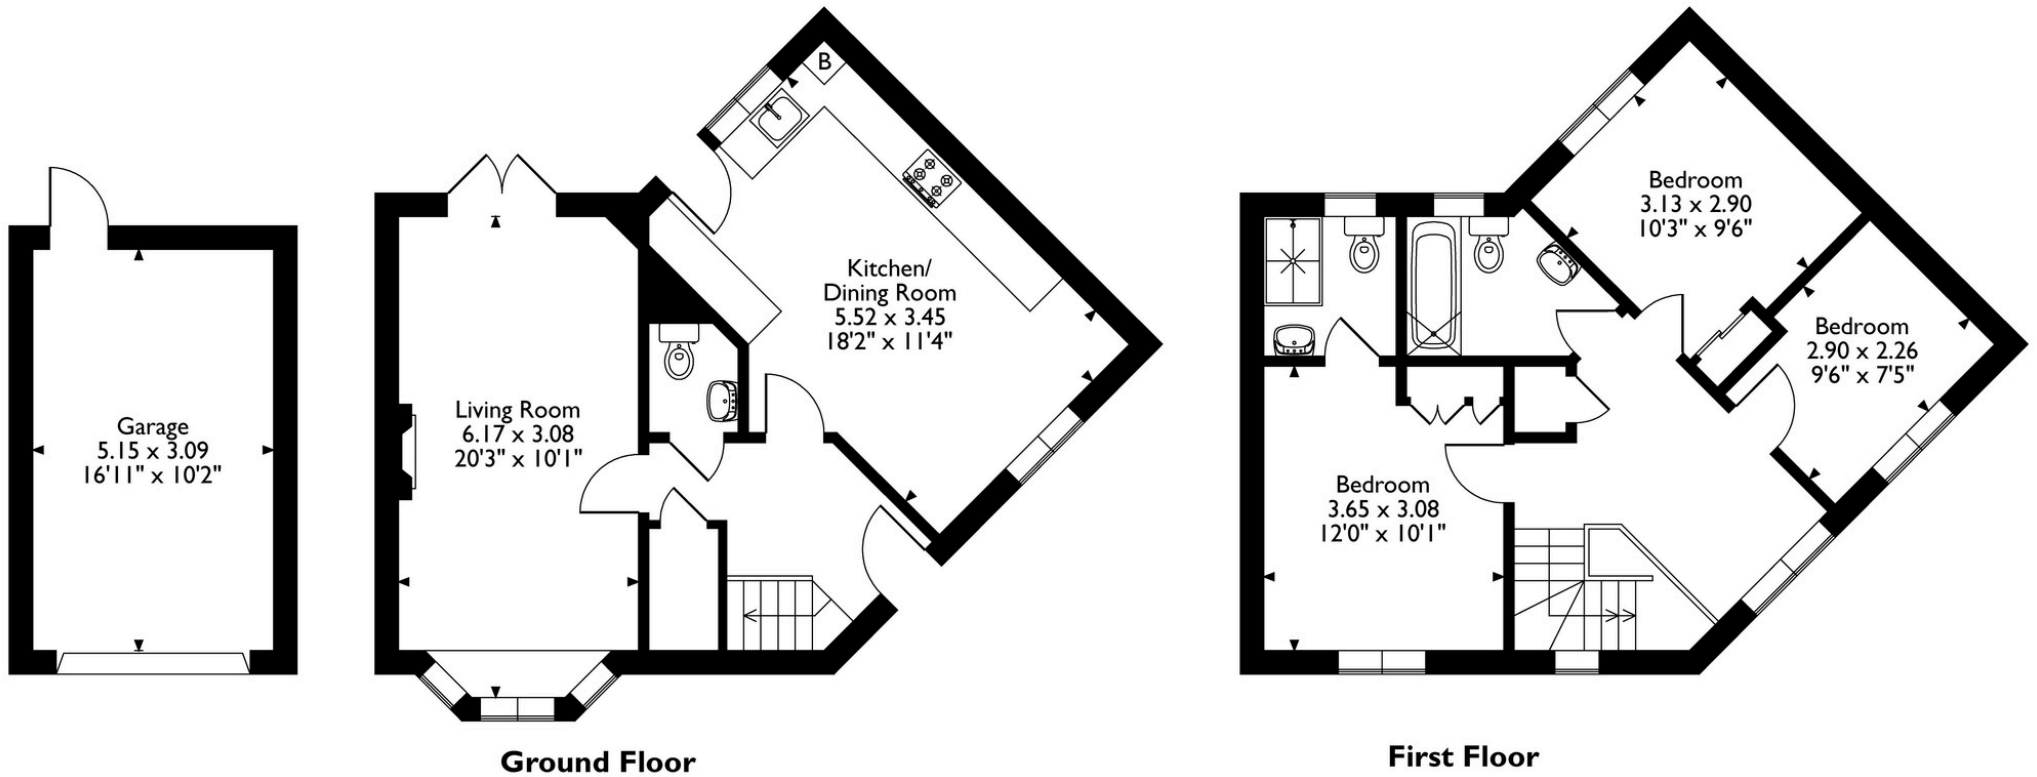 Garage
5.15 x 3.09
16'11" x 10'2"
Living Room
6.17 x 3.08
20'3" x 10'1"
B
Kitchen/
Dining Room
5.52 x 3.45
18'2" x 11'4"
Ground Floor
Bedroom
3.13 x 2.90
10'3" x 9'6"
Bedroom
2.90 x 2.26
9'6" x 7'5"
Bedroom
3.65 x 3.08
12'0" x 10'1"
First Floor